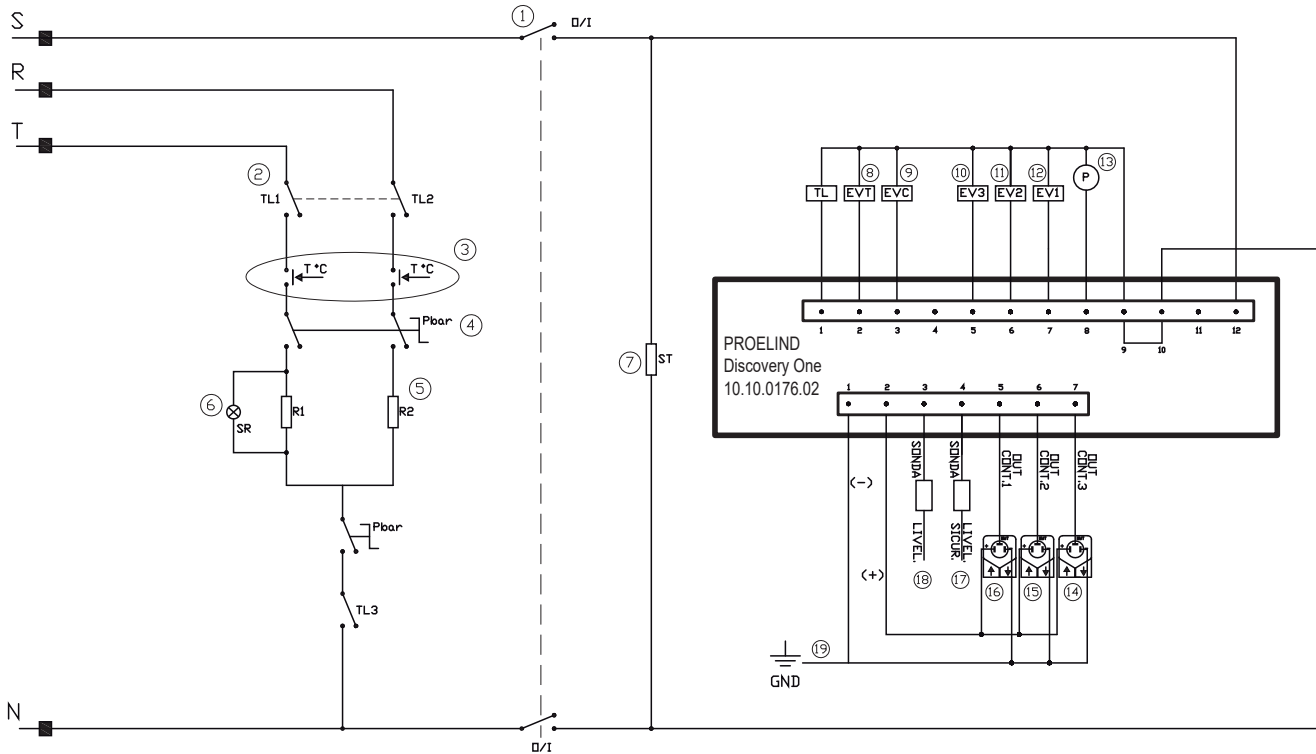 S
1
O/I
R
T
2
TL1
TL2
3
T°C
T°C
Pbar
4
5
6
R1
R2
SR
Pbar
TL3
N
O/I
7
ST
8
9
10
11
12
13
TL
EVT
EVC
EV3
EV2
EV1
P
1
2
3
4
5
6
7
8
9
10
11
12
PROELIND
Discovery One
10.10.0176.02
1
2
3
4
5
6
7
(-)
(+)
SONDA
LIVEL.
SONDA
LIVEL.
SICUR.
OUT
CONT.1
OUT
CONT.2
OUT
CONT.3
18
17
16
15
14
19
GND